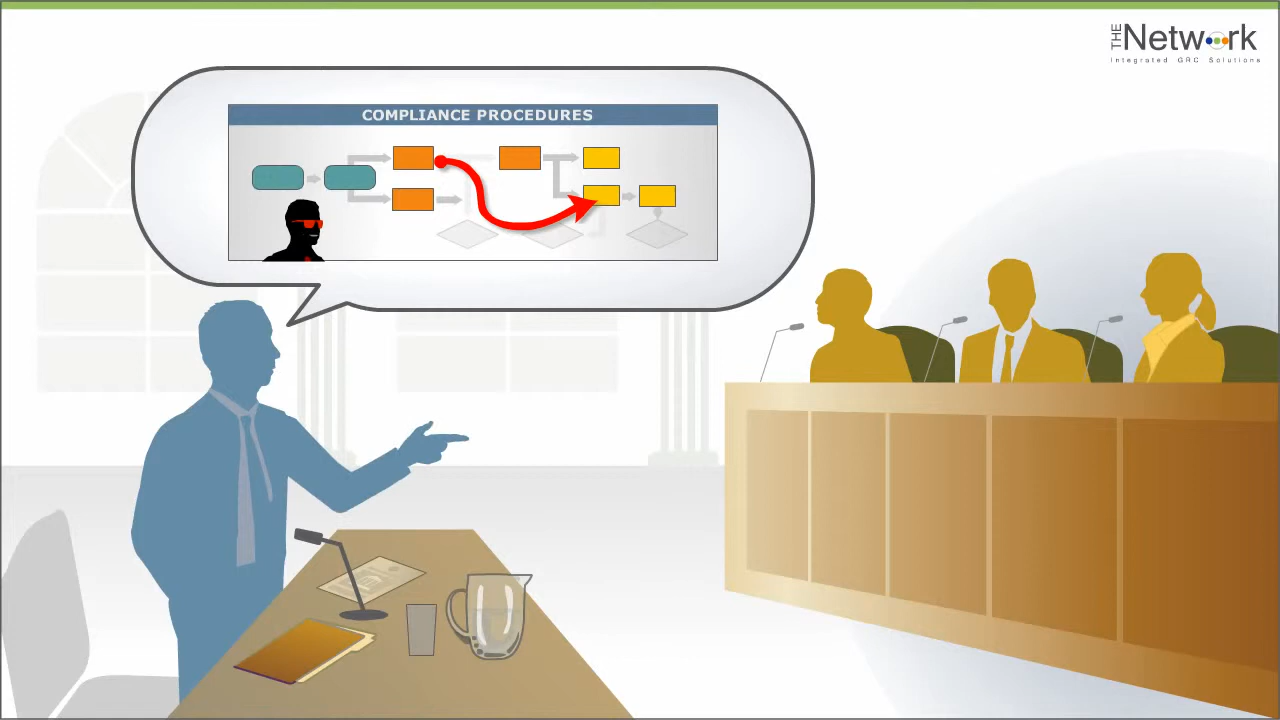 THE Network
Integrated GRC Solutions
COMPLIANCE PROCEDURES